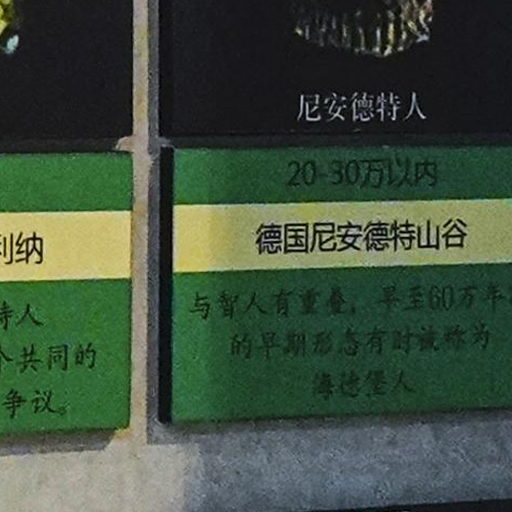 尼安德特人
20-30万以内
德国尼安德特山谷
与智人有重叠，早至60万年
的早期形态有时被称为
海德堡人
利纳
特人
个共同的
争议。